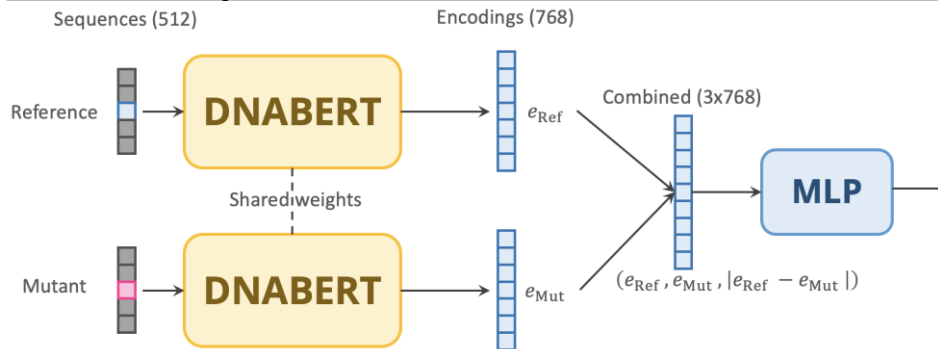 Sequences (512)
Encodings (768)
Reference
DNABERT
e_Ref
Combined (3x768)
Shared weights
MLP
Mutant
DNABERT
e_Mut
(e_Ref, e_Mut, |e_Ref − e_Mut|)